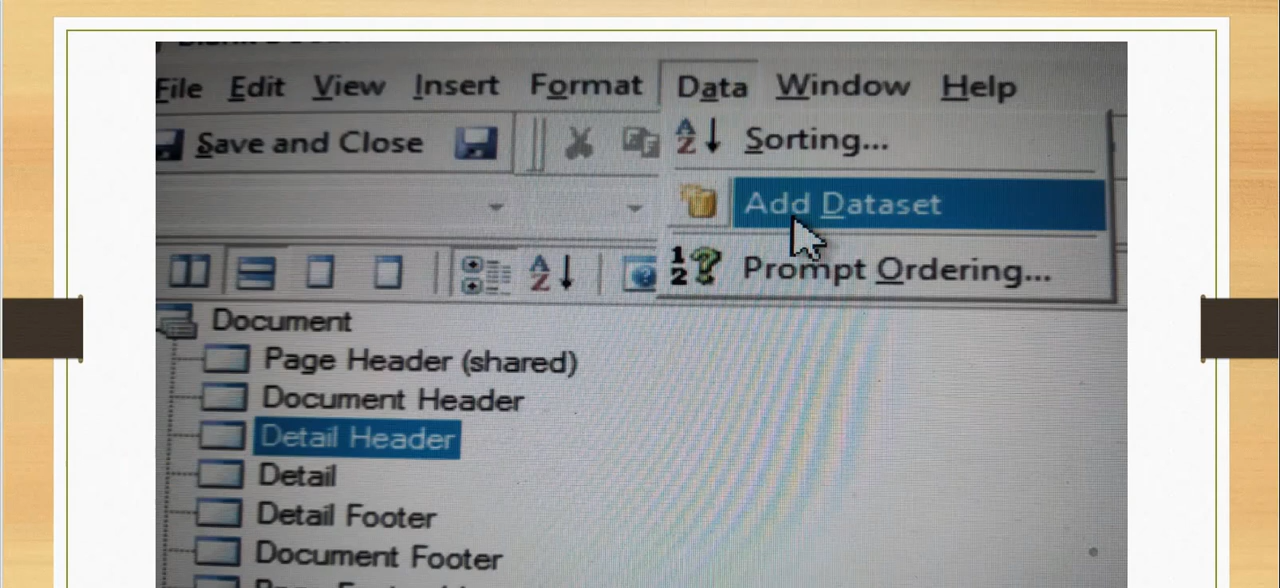 File Edit View Insert Format Data Window Help
Save and Close
Sorting...
Add Dataset
Prompt Ordering...
Document
Page Header (shared)
Document Header
Detail Header
Detail
Detail Footer
Document Footer